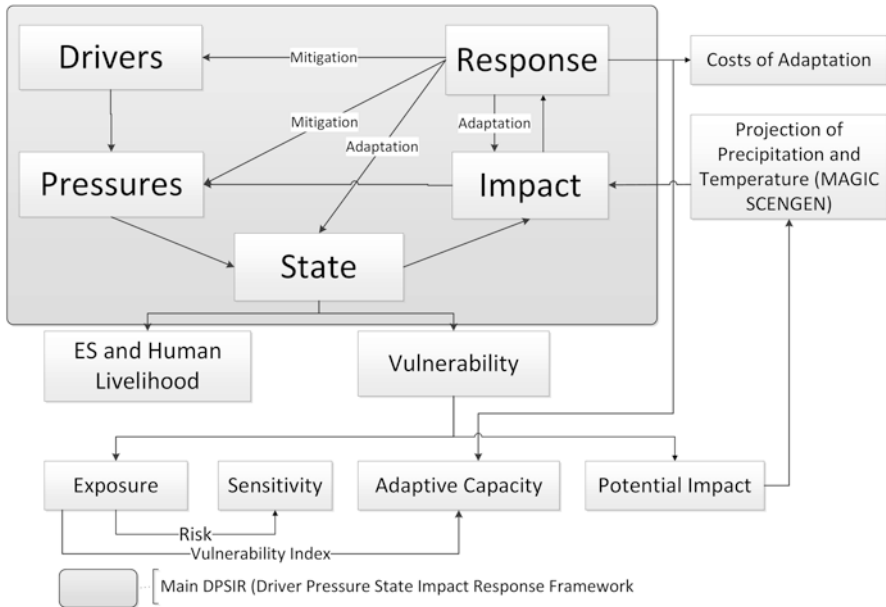 Drivers
Mitigation
Response
Costs of Adaptation
Mitigation
Adaptation
Adaptation
Projection of
Precipitation and
Temperature (MAGIC
SCENGEN)
Pressures
Impact
State
ES and Human
Livelihood
Vulnerability
Exposure
Sensitivity
Adaptive Capacity
Potential Impact
Risk
Vulnerability Index
Main DPSIR (Driver Pressure State Impact Response Framework